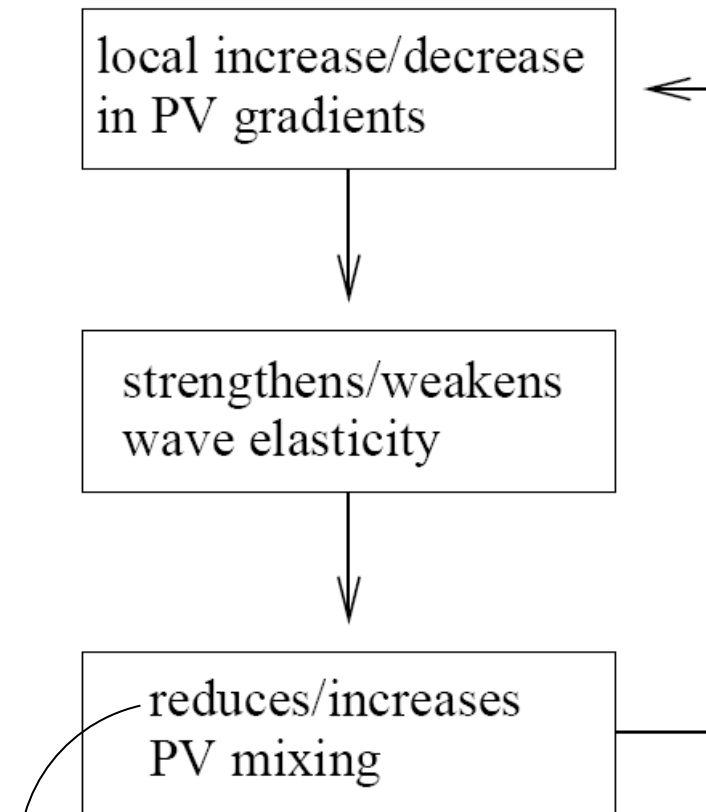 local increase/decrease
in PV gradients
strengthens/weakens
wave elasticity
reduces/increases
PV mixing